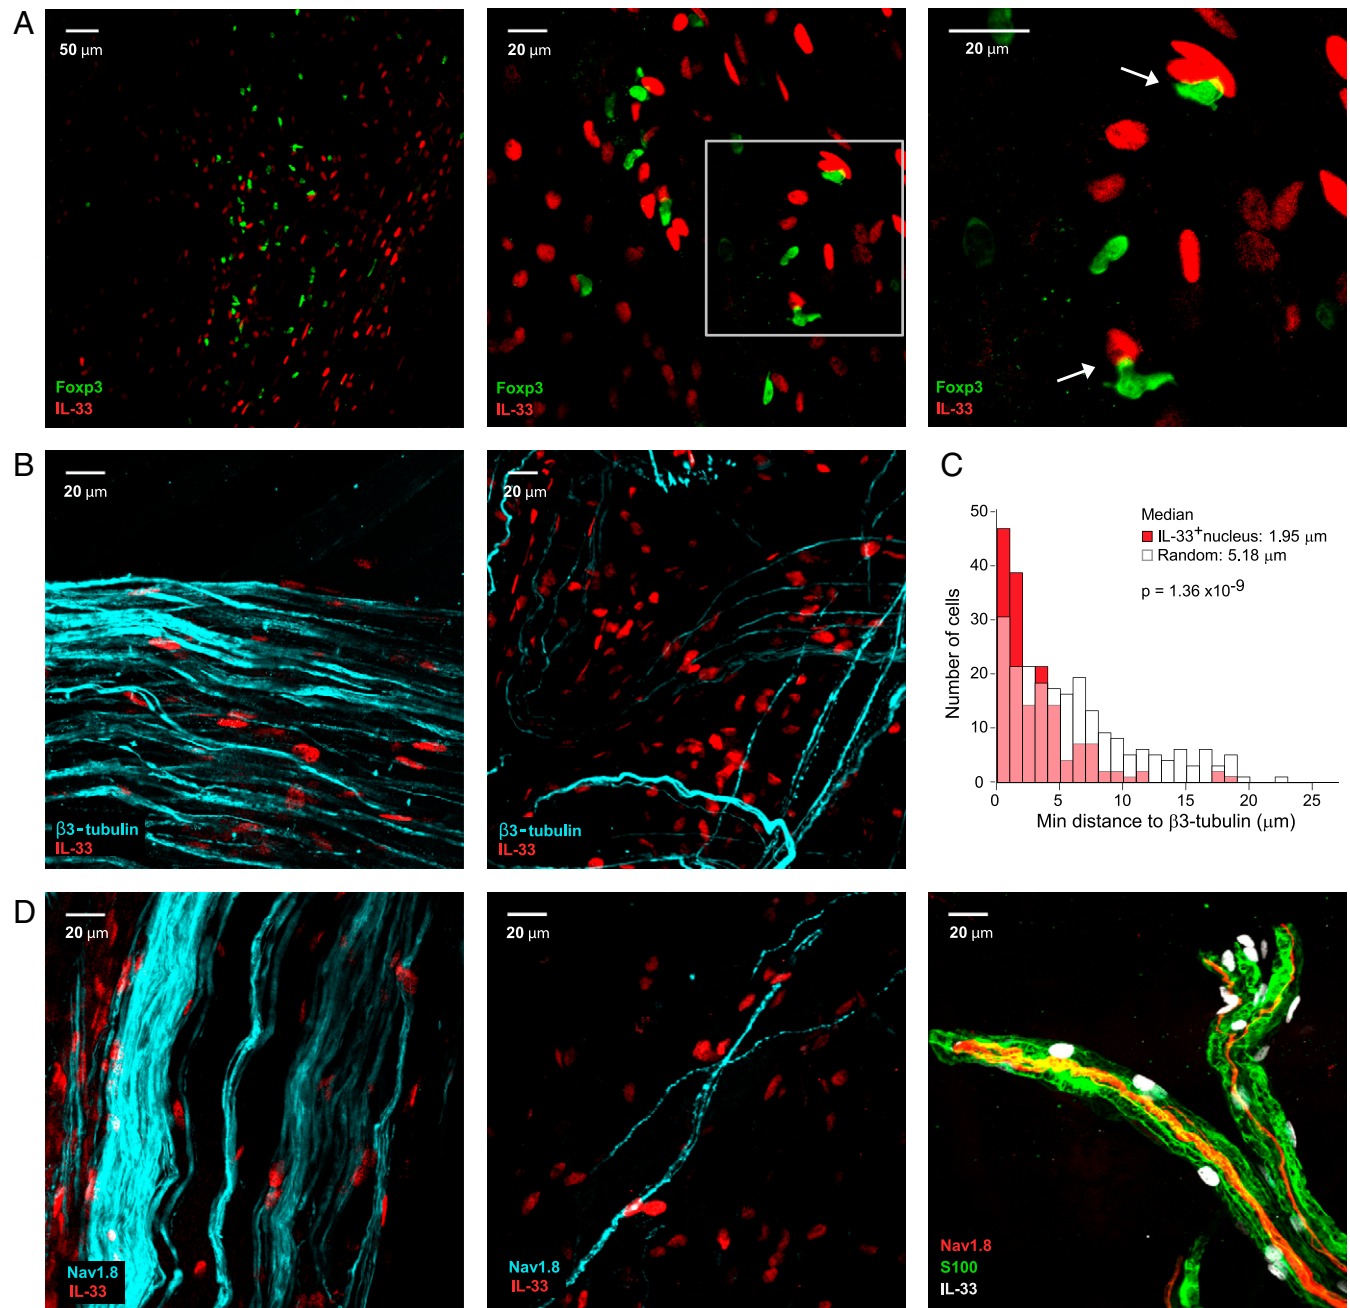 A
50 µm
Foxp3
IL-33
20 µm
Foxp3
IL-33
20 µm
Foxp3
IL-33
B
20 µm
β3-tubulin
IL-33
20 µm
β3-tubulin
IL-33
C
50
40
30
20
10
0
Number of cells
Median
IL-33+nucleus: 1.95 µm
Random: 5.18 µm
p = 1.36 x10-9
0 5 10 15 20 25
Min distance to β3-tubulin (µm)
D
20 µm
Nav1.8
IL-33
20 µm
Nav1.8
IL-33
20 µm
Nav1.8
S100
IL-33